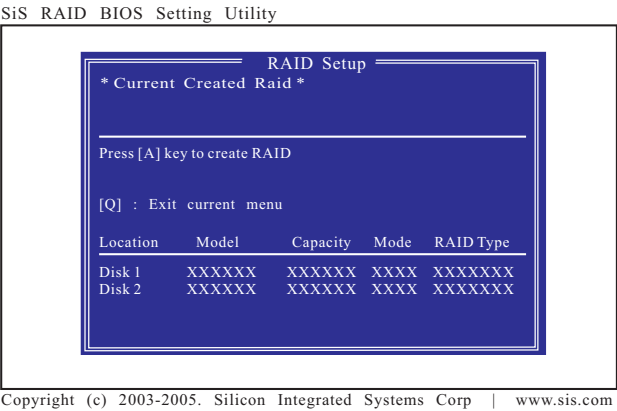 SiS RAID BIOS Setting Utility
RAID Setup
* Current Created Raid *
Press [A] key to create RAID
[Q] : Exit current menu
Location Model Capacity Mode RAID Type
Disk 1 XXXXXX XXXXXX XXXX XXXXXXX
Disk 2 XXXXXX XXXXXX XXXX XXXXXXX
Copyright (c) 2003-2005. Silicon Integrated Systems Corp | www.sis.com